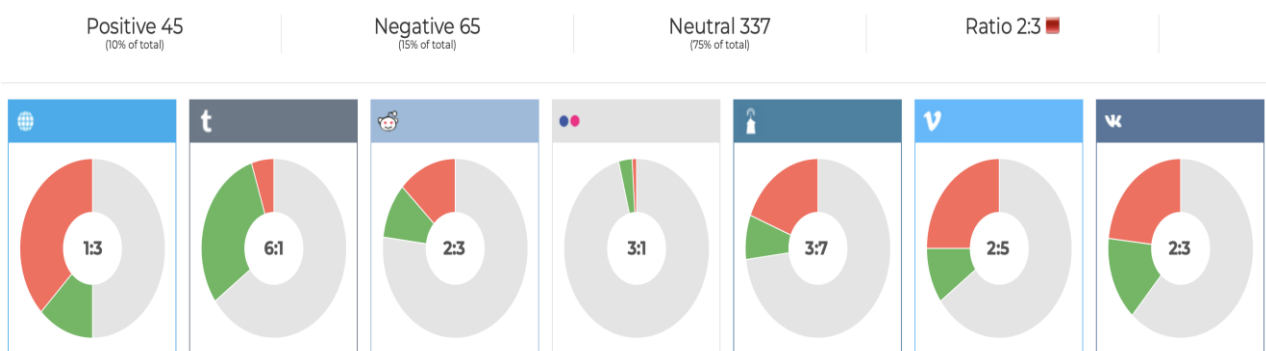 Positive 45
(10% of total)
Negative 65
(15% of total)
Neutral 337
(75% of total)
Ratio 2:3
1:3
6:1
2:3
3:1
3:7
2:5
2:3